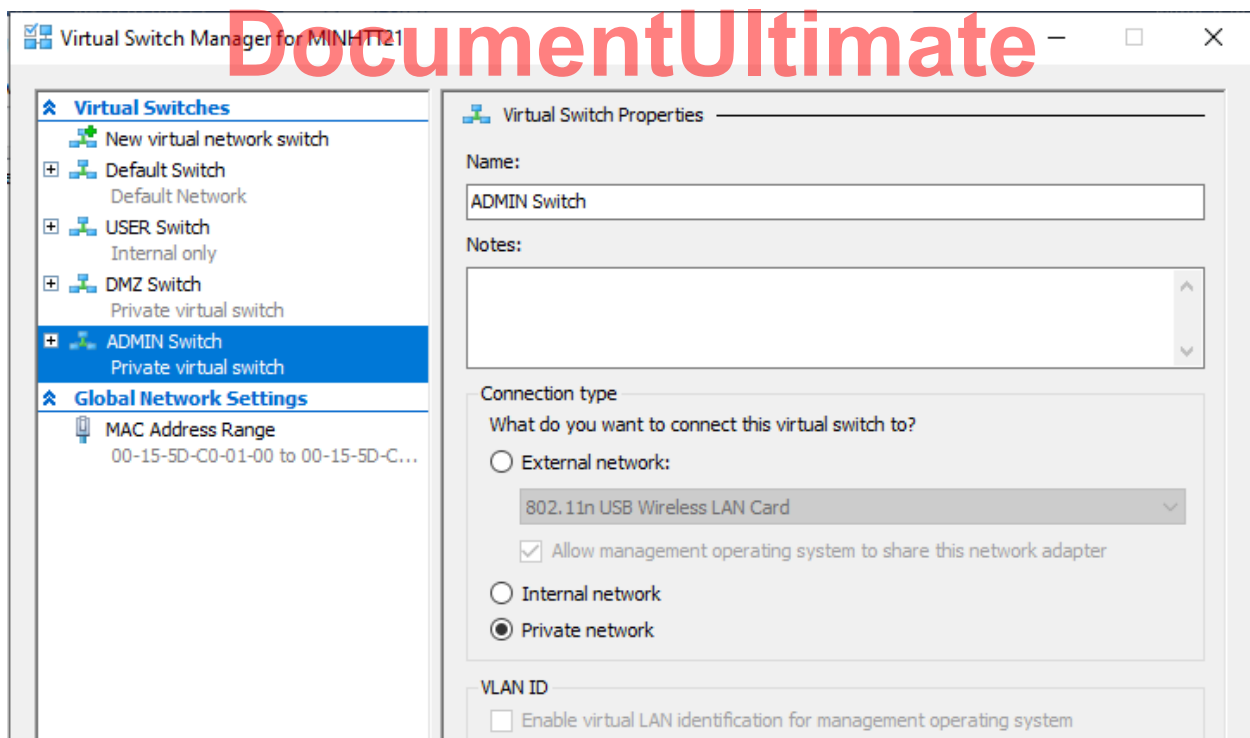 DocumentUltimate
Virtual Switch Manager for MINHTT21
Virtual Switches
New virtual network switch
Default Switch
Default Network
USER Switch
Internal only
DMZ Switch
Private virtual switch
ADMIN Switch
Private virtual switch
Global Network Settings
MAC Address Range
00-15-5D-C0-01-00 to 00-15-5D-C...
Virtual Switch Properties
Name:
ADMIN Switch
Notes:
Connection type
What do you want to connect this virtual switch to?
External network:
802.11n USB Wireless LAN Card
Allow management operating system to share this network adapter
Internal network
Private network
VLAN ID
Enable virtual LAN identification for management operating system